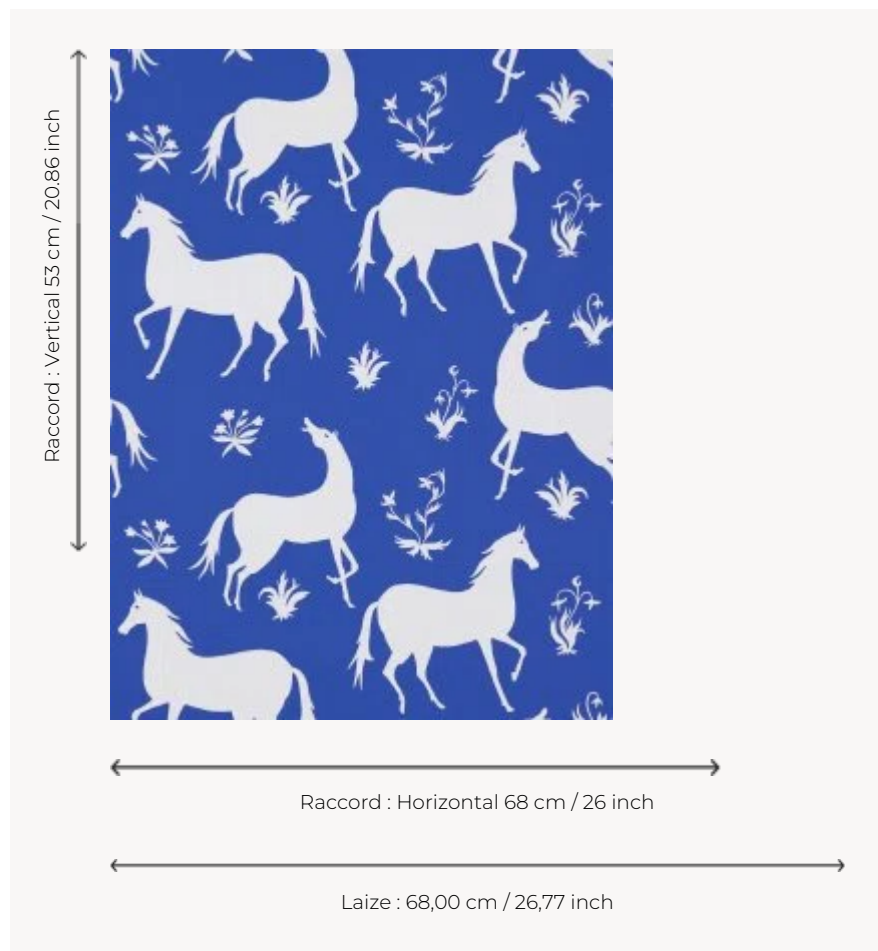 Raccord : Vertical 53 cm / 20.86 inch
Raccord : Horizontal 68 cm / 26 inch
Laize : 68,00 cm / 26,77 inch